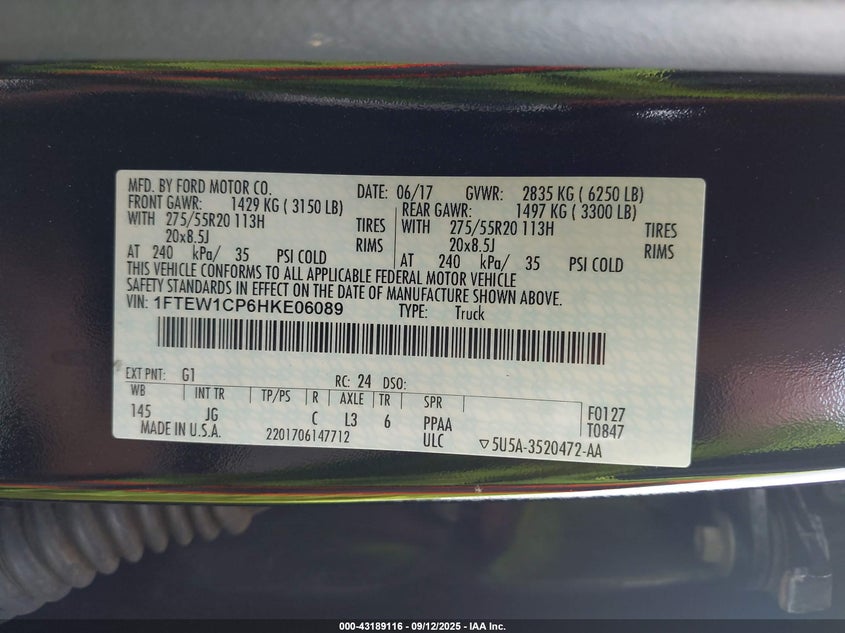 MFD. BY FORD MOTOR CO.
DATE: 06/17
GVWR: 2835 KG ( 6250 LB)
FRONT GAWR: 1429 KG ( 3150 LB)
REAR GAWR: 1497 KG ( 3300 LB)
WITH 275/55R20 113H TIRES
WITH 275/55R20 113H TIRES
20x8.5J RIMS
20x8.5J RIMS
AT 240 kPa/ 35 PSI COLD
AT 240 kPa/ 35 PSI COLD
THIS VEHICLE CONFORMS TO ALL APPLICABLE FEDERAL MOTOR VEHICLE
SAFETY STANDARDS IN EFFECT ON THE DATE OF MANUFACTURE SHOWN ABOVE.
VIN: 1FTEW1CP6HKE06089
TYPE: Truck
EXT PNT: G1
RC: 24 DSO:
WB INT TR TP/PS R AXLE TR SPR
145 JG C L3 6 PPAA
F0127
T0847
MADE IN U.S.A. 2201706147712 ULC ▽5U5A-3520472-AA
000-43189116 - 09/12/2025 - IAA Inc.